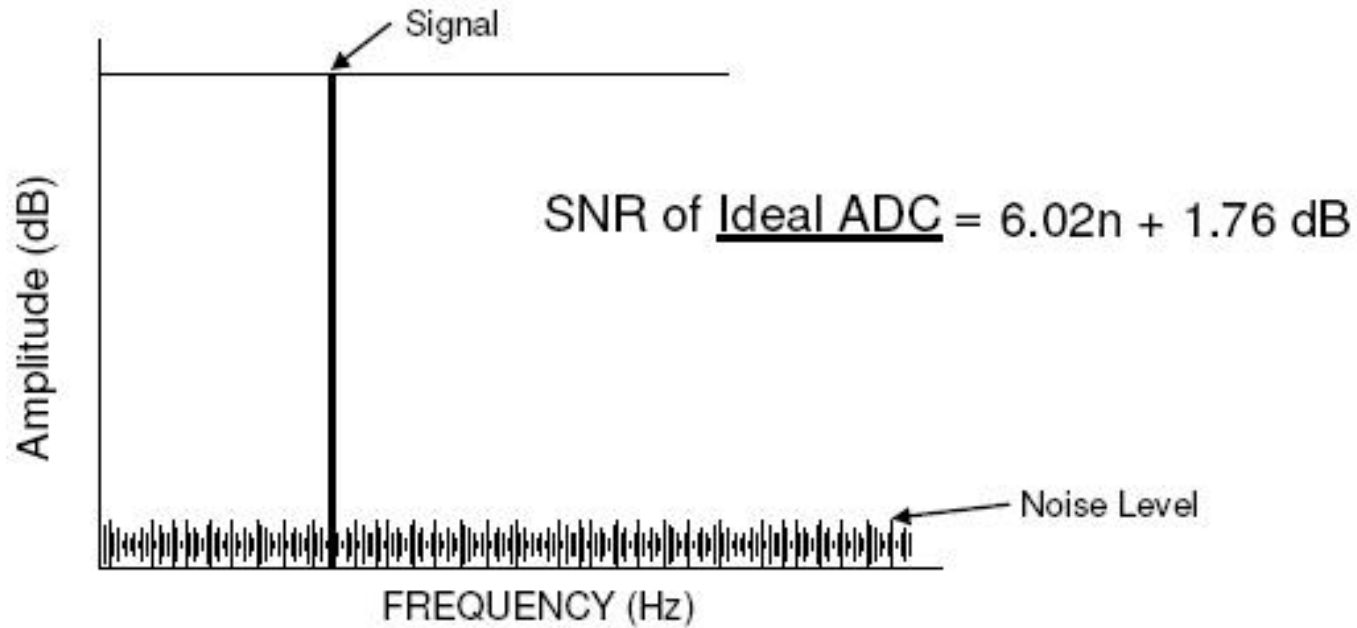 Signal
Amplitude (dB)
SNR of Ideal ADC = 6.02n + 1.76 dB
Noise Level
FREQUENCY (Hz)